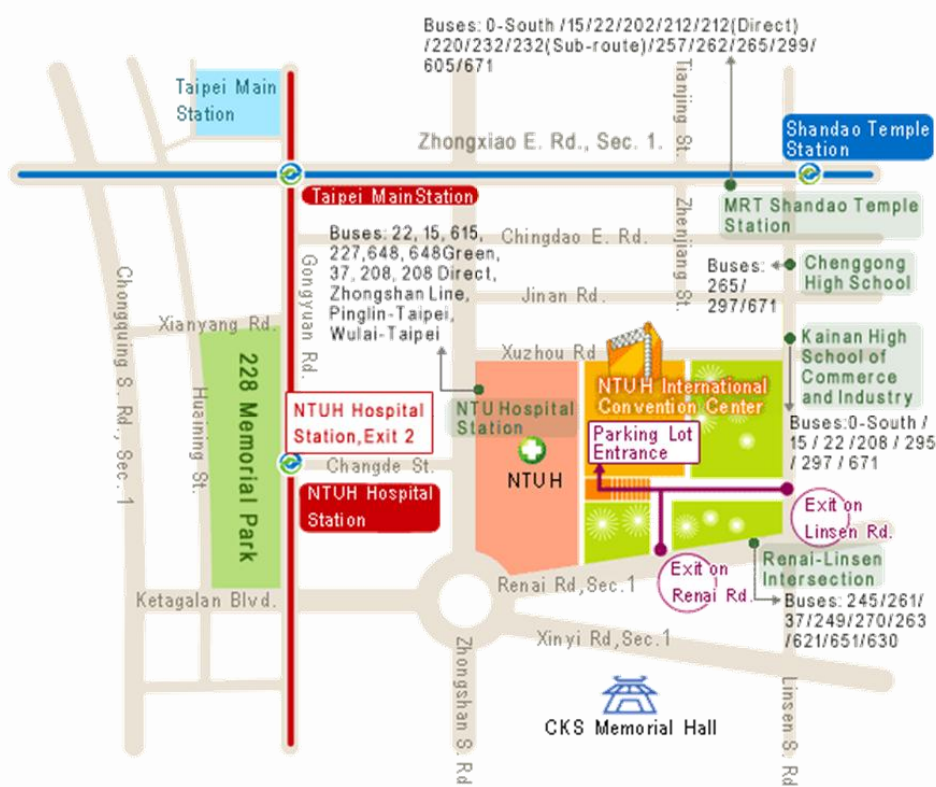 Buses: 0-South /15/22/202/212/212(Direct)
/220/232/232(Sub-route)/257/262/265/299/
605/671
Taipei Main
Station
Tianjing St.
Zhongxiao E. Rd., Sec. 1.
Shandao Temple
Station
Taipei MainStation
MRT Shandao Temple
Station
Buses: 22, 15, 615,
227,648, 648Green,
37, 208, 208 Direct,
Zhongshan Line,
Pinglin-Taipei,
Wulai-Taipei
Chingdao E. Rd.
Zhenjiang St.
Buses:
265/
297/671
Chenggong
High School
Gongyuan Rd.
Jinan Rd.
Chongquing S. Rd., Sec. 1
Xianyang Rd.
Xuzhou Rd
Kainan High
School of
Commerce
and Industry
228 Memorial Park
Huaining St.
NTUH International
Convention Center
NTUH Hospital
Station,Exit 2
NTU Hospital
Station
Parking Lot
Entrance
Buses:0-South /
15 / 22 /208 / 295
/ 297 / 671
Changde St.
NTUH
NTUH Hospital
Station
Exit on
Linsen Rd.
Renai-Linsen
Intersection
Exit on
Renai Rd.
Renai Rd,Sec.1
Ketagalan Blvd.
Buses: 245/261/
37/249/270/263
/621/651/630
Xinyi Rd,Sec.1
Zhongshan S. Rd
Linsen S. Rd
CKS Memorial Hall